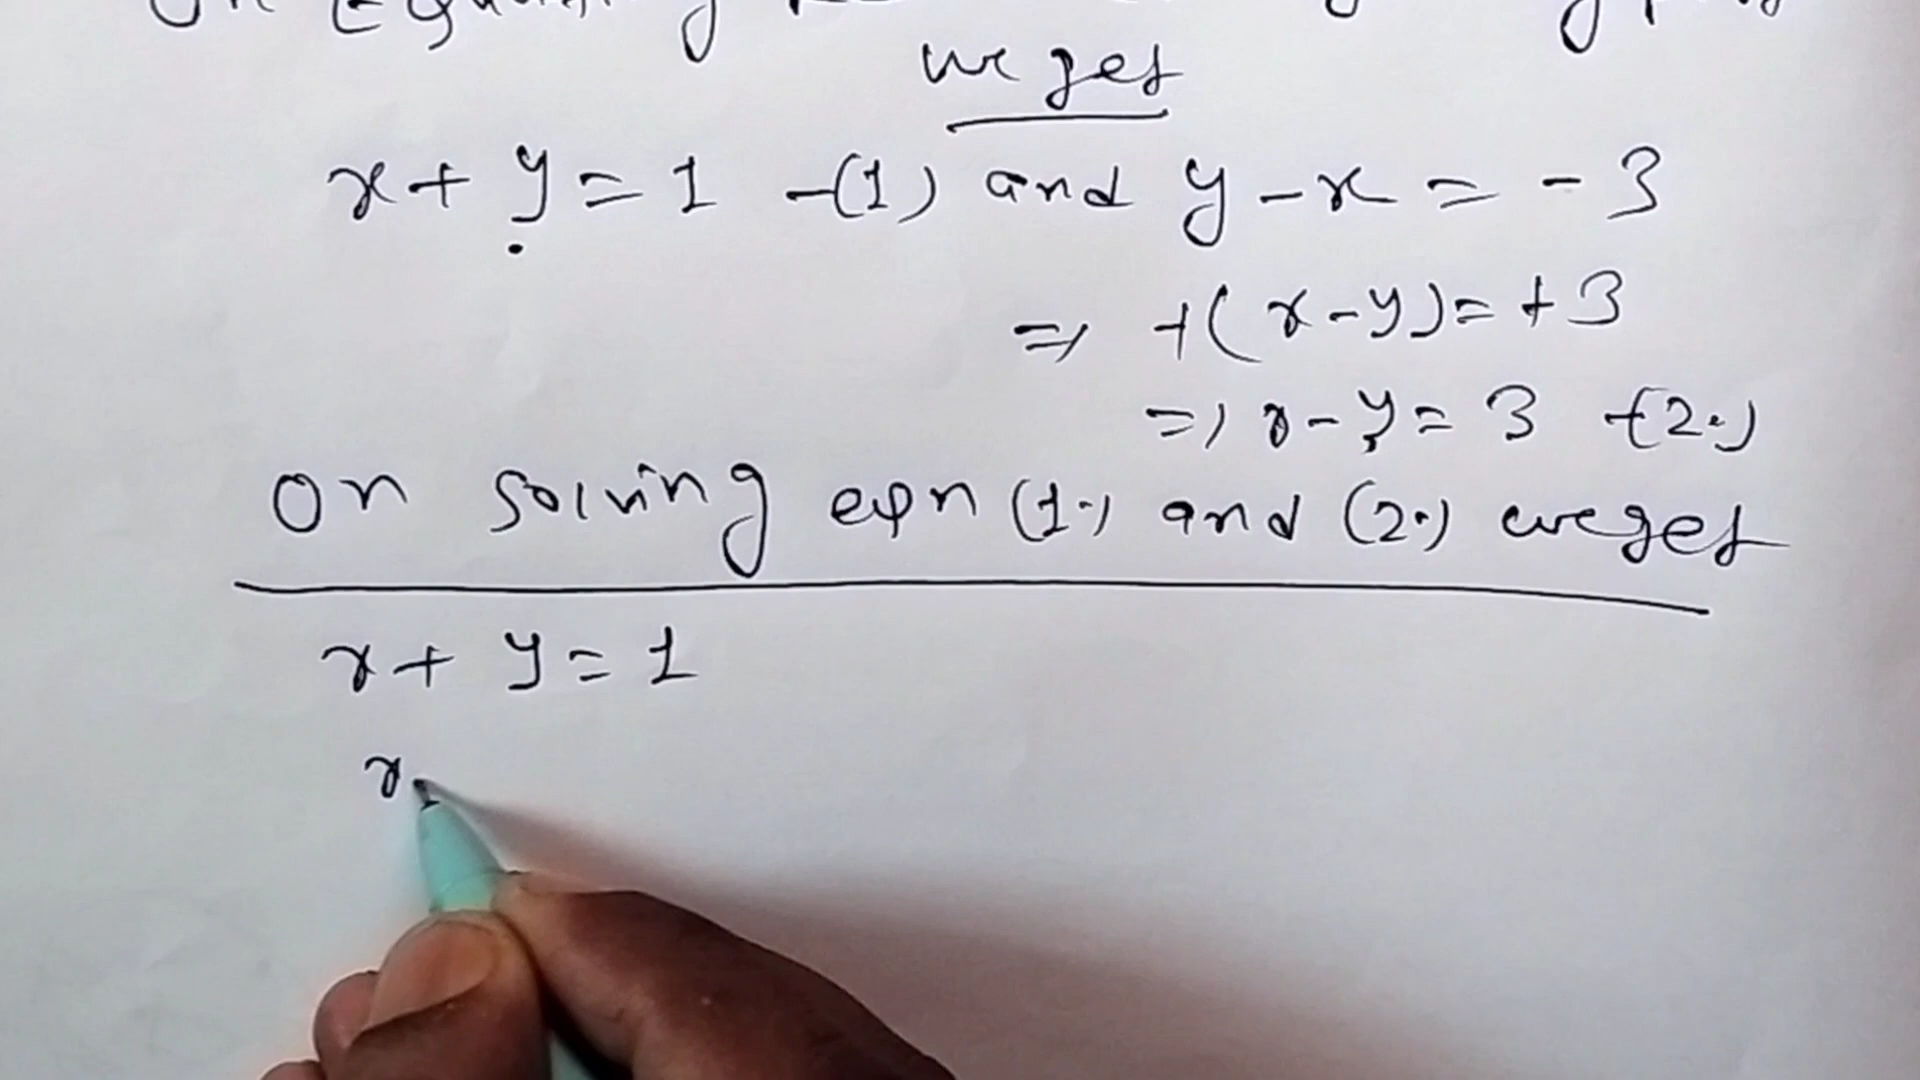 we get
x + y = 1 -(1) and y - x = - 3
=> +(x - y) = + 3
=> x - y = 3 -(2.)
On solving eqn (1.) and (2.) we get
x + y = 1
x